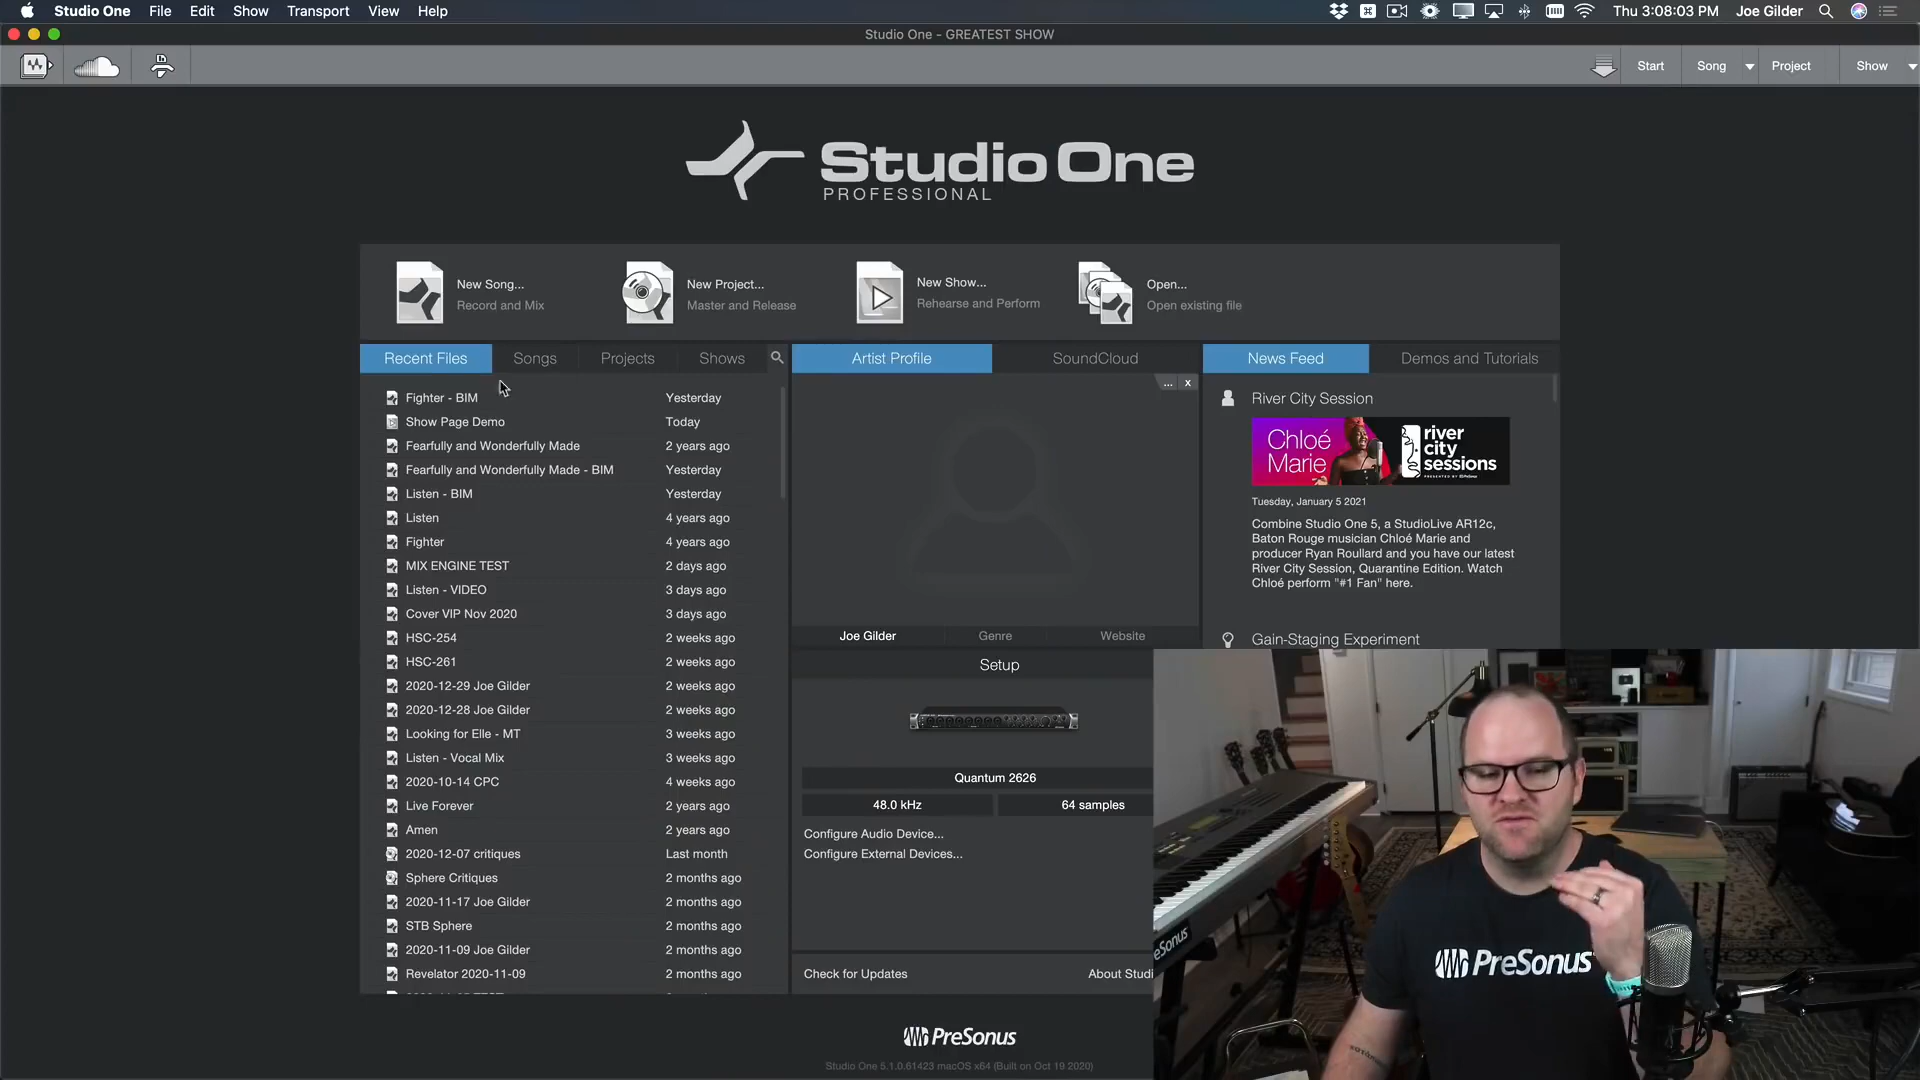 Studio One File Edit Show Transport View Help
Thu 3:08:03 PM Joe Gilder
Studio One - GREATEST SHOW
Start Song Project Show
Studio One
PROFESSIONAL
New Song...
Record and Mix
New Project...
Master and Release
New Show...
Rehearse and Perform
Open...
Open existing file
Recent Files Songs Projects Shows
Fighter - BIM Yesterday
Show Page Demo Today
Fearfully and Wonderfully Made 2 years ago
Fearfully and Wonderfully Made - BIM Yesterday
Listen - BIM Yesterday
Listen 4 years ago
Fighter 4 years ago
MIX ENGINE TEST 2 days ago
Listen - VIDEO 3 days ago
Cover VIP Nov 2020 3 days ago
HSC-254 2 weeks ago
HSC-261 2 weeks ago
2020-12-29 Joe Gilder 2 weeks ago
2020-12-28 Joe Gilder 2 weeks ago
Looking for Elle - MT 3 weeks ago
Listen - Vocal Mix 3 weeks ago
2020-10-14 CPC 4 weeks ago
Live Forever 2 years ago
Amen 2 years ago
2020-12-07 critiques Last month
Sphere Critiques 2 months ago
2020-11-17 Joe Gilder 2 months ago
STB Sphere 2 months ago
2020-11-09 Joe Gilder 2 months ago
Revelator 2020-11-09 2 months ago
Artist Profile SoundCloud
... x
Joe Gilder Genre Website
Setup
Quantum 2626
48.0 kHz 64 samples
Configure Audio Device...
Configure External Devices...
Check for Updates About Studi
News Feed Demos and Tutorials
River City Session
Chloé
Marie
river
city
sessions
Tuesday, January 5 2021
Combine Studio One 5, a StudioLive AR12c,
Baton Rouge musician Chloé Marie and
producer Ryan Roullard and you have our latest
River City Session, Quarantine Edition. Watch
Chloé perform "#1 Fan" here.
Gain-Staging Experiment
PreSonus
Studio One 5.1.0.61423 macOS x64 (Built on Oct 19 2020)
PreSonus